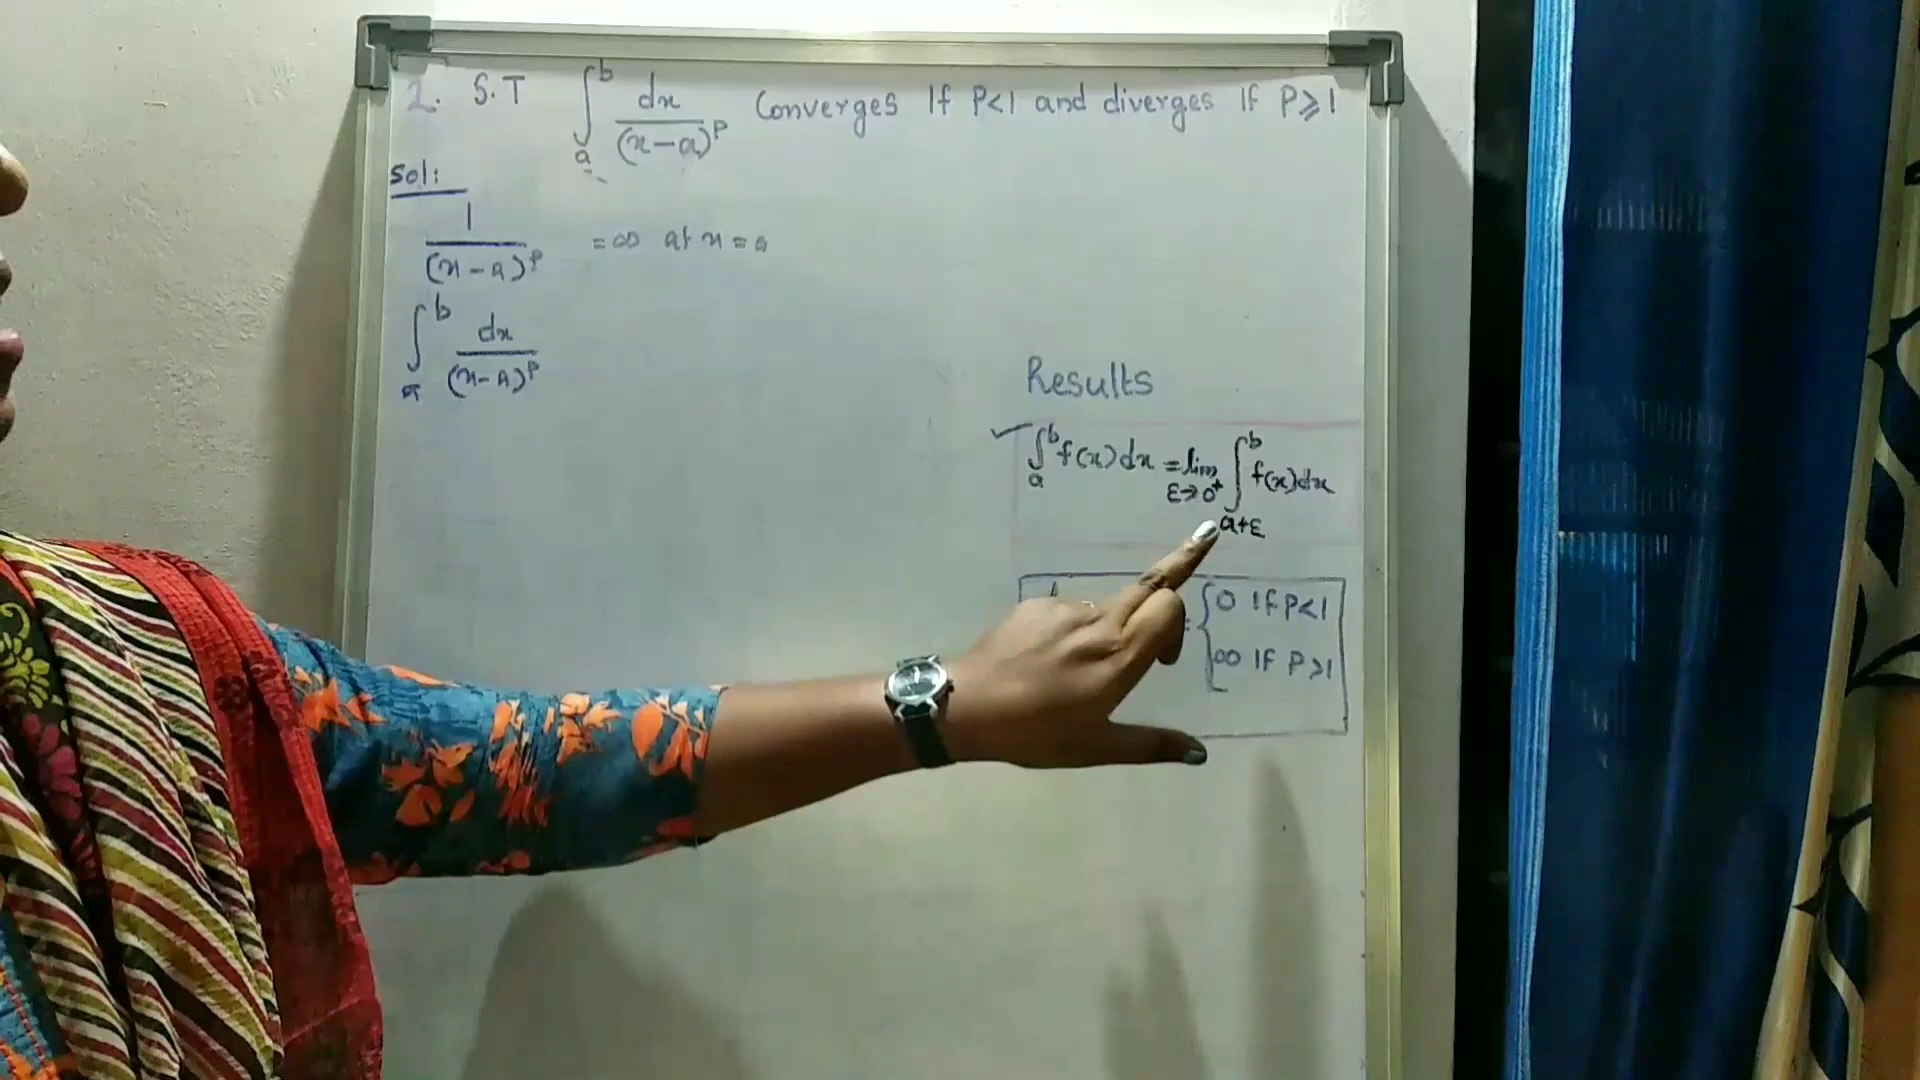 2. S.T ∫_a^b dx/(x-a)^p Converges If P<1 and diverges If P≥1
Sol:
1/(x-a)^p = ∞ at x = a
∫_a^b dx/(x-a)^p
Results
✓ ∫_a^b f(x)dx = lim_{ε→0⁺} ∫_{a+ε}^b f(x)dx
= { 0 If P<1
∞ If P>1